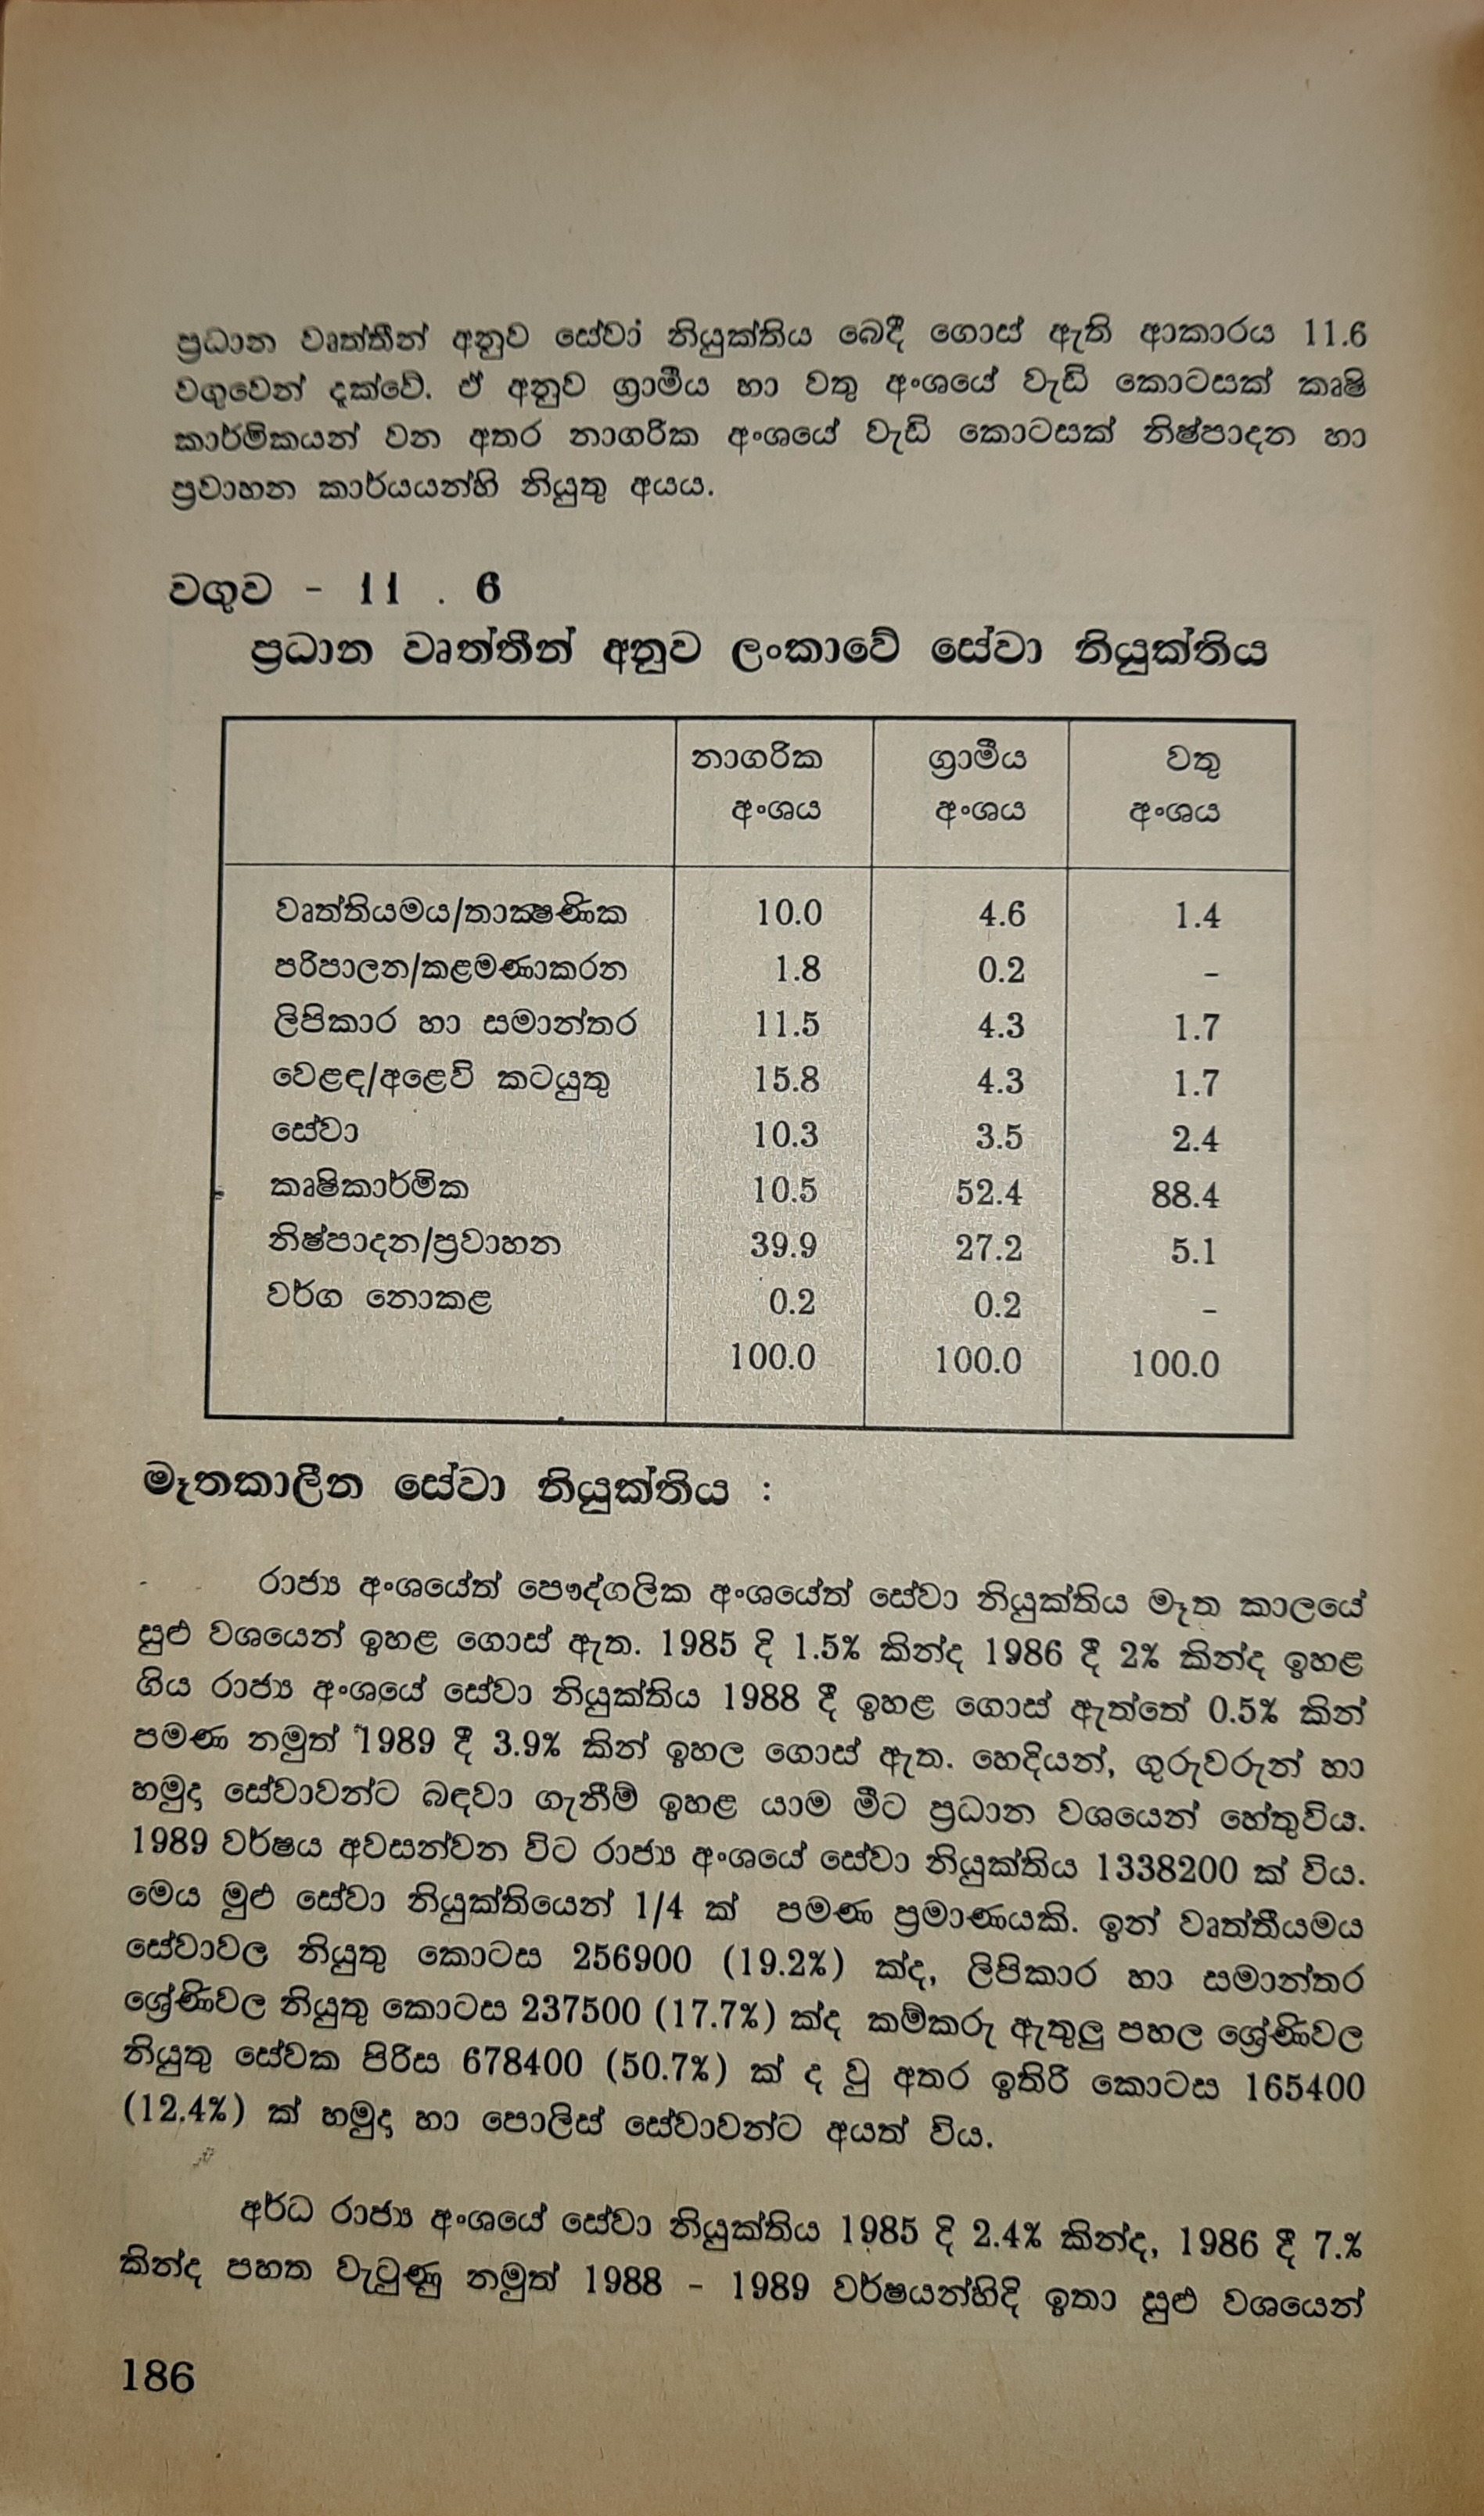 ප්‍රධාන වෘත්තීන් අනුව සේවා නියුක්තිය බෙදී ගොස් ඇති ආකාරය 11.6
වගුවෙන් දැක්වේ. ඒ අනුව ග්‍රාමීය හා වතු අංශයේ වැඩි කොටසක් කෘෂි
කාර්මිකයන් වන අතර නාගරික අංශයේ වැඩි කොටසක් නිෂ්පාදන හා
ප්‍රවාහන කාර්යයන්හි නියුතු අයය.
වගුව - 11 . 6
ප්‍රධාන වෘත්තීන් අනුව ලංකාවේ සේවා නියුක්තිය
නාගරික ග්‍රාමීය වතු
අංශය අංශය අංශය
වෘත්තියමය/තාක්‍ෂණික 10.0 4.6 1.4
පරිපාලන/කළමණාකරන 1.8 0.2 -
ලිපිකාර හා සමාන්තර 11.5 4.3 1.7
වෙළඳ/අළෙවි කටයුතු 15.8 4.3 1.7
සේවා 10.3 3.5 2.4
කෘෂිකාර්මික 10.5 52.4 88.4
නිෂ්පාදන/ප්‍රවාහන 39.9 27.2 5.1
වර්ග නොකළ 0.2 0.2 -
100.0 100.0 100.0
මෑතකාලීන සේවා නියුක්තිය :
රාජ්‍ය අංශයේත් පෞද්ගලික අංශයේත් සේවා නියුක්තිය මෑත කාලයේ
සුළු වශයෙන් ඉහළ ගොස් ඇත. 1985 දි 1.5% කින්ද 1986 දී 2% කින්ද ඉහළ
ගිය රාජ්‍ය අංශයේ සේවා නියුක්තිය 1988 දී ඉහළ ගොස් ඇත්තේ 0.5% කින්
පමණ නමුත් 1989 දී 3.9% කින් ඉහල ගොස් ඇත. හෙදියන්, ගුරුවරුන් හා
හමුදා සේවාවන්ට බඳවා ගැනීම් ඉහළ යාම මීට ප්‍රධාන වශයෙන් හේතුවිය.
1989 වර්ෂය අවසන්වන විට රාජ්‍ය අංශයේ සේවා නියුක්තිය 1338200 ක් විය.
මෙය මුළු සේවා නියුක්තියෙන් 1/4 ක් පමණ ප්‍රමාණයකි. ඉන් වෘත්තීයමය
සේවාවල නියුතු කොටස 256900 (19.2%) ක්ද, ලිපිකාර හා සමාන්තර
ශ්‍රේණිවල නියුතු කොටස 237500 (17.7%) ක්ද කම්කරු ඇතුලු පහල ශ්‍රේණිවල
නියුතු සේවක පිරිස 678400 (50.7%) ක් ද වු අතර ඉතිරි කොටස 165400
(12.4%) ක් හමුදා හා පොලිස් සේවාවන්ට අයත් විය.
අර්ධ රාජ්‍ය අංශයේ සේවා නියුක්තිය 1985 දි 2.4% කින්ද, 1986 දී 7.%
කින්ද පහත වැටුණු නමුත් 1988 - 1989 වර්ෂයන්හිදි ඉතා සුළු වශයෙන්
186